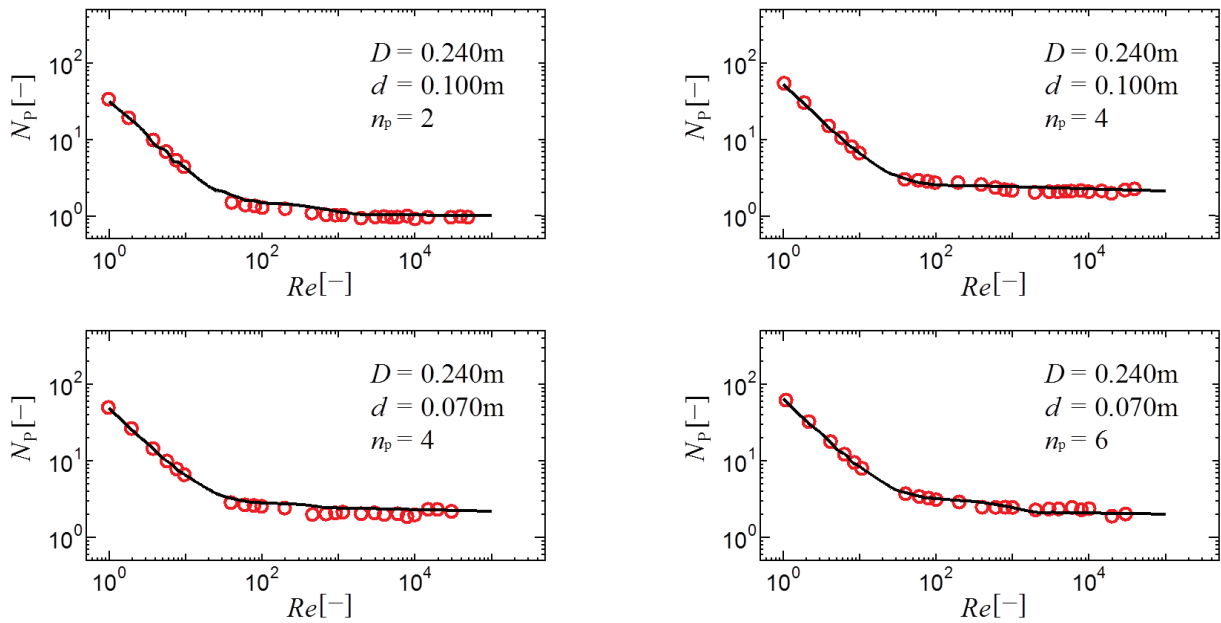 N_P [−]
10^2
10^1
10^0
D = 0.240m
d = 0.100m
n_p = 2
10^0 10^2 10^4
Re[−]
N_P [−]
10^2
10^1
10^0
D = 0.240m
d = 0.100m
n_p = 4
10^0 10^2 10^4
Re[−]
N_P [−]
10^2
10^1
10^0
D = 0.240m
d = 0.070m
n_p = 4
10^0 10^2 10^4
Re[−]
N_P [−]
10^2
10^1
10^0
D = 0.240m
d = 0.070m
n_p = 6
10^0 10^2 10^4
Re[−]